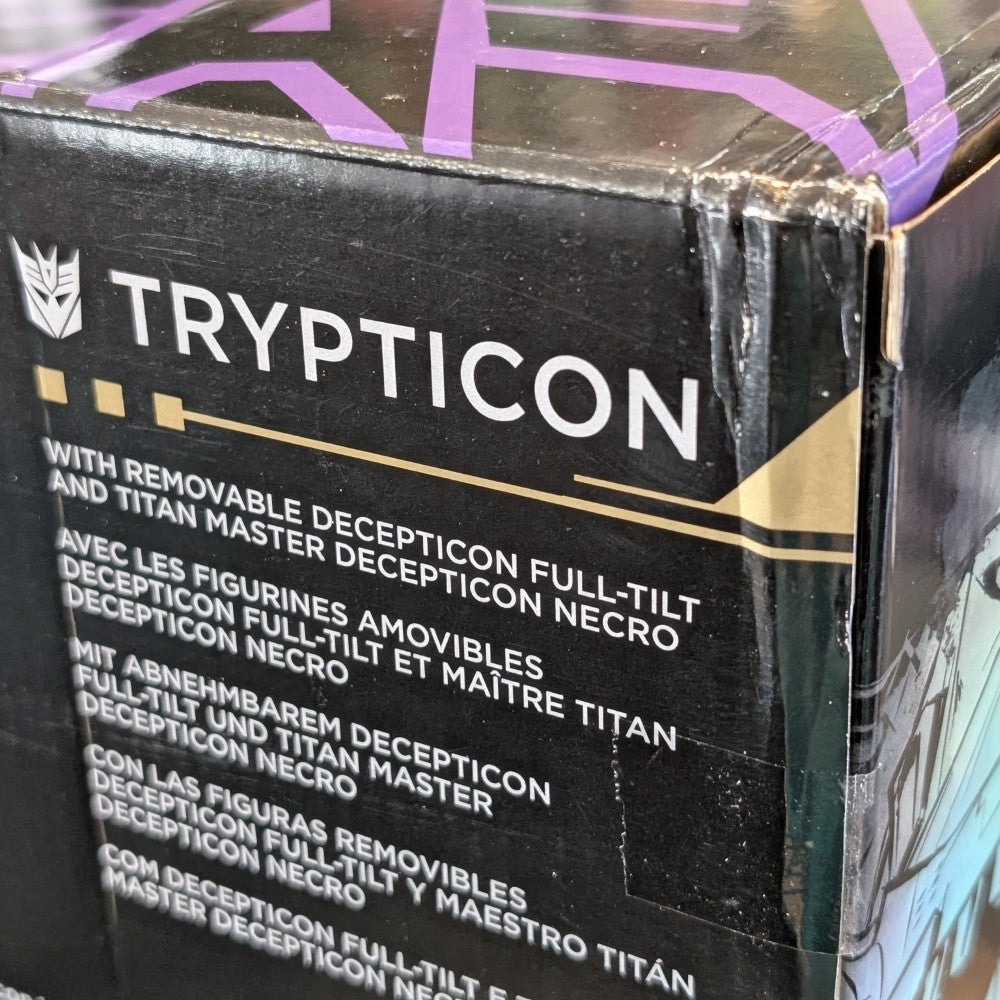 TRYPTICON
WITH REMOVABLE DECEPTICON FULL-TILT
AND TITAN MASTER DECEPTICON NECRO
AVEC LES FIGURINES AMOVIBLES
DECEPTICON FULL-TILT ET MAÎTRE TITAN
DECEPTICON NECRO
MIT ABNEHMBAREM DECEPTICON
FULL-TILT UND TITAN MASTER
DECEPTICON NECRO
CON LAS FIGURAS REMOVIBLES
DECEPTICON FULL-TILT Y MAESTRO TITÁN
DECEPTICON NECRO
COM DECEPTICON FULL-TILT E
MASTER DECEPTICON